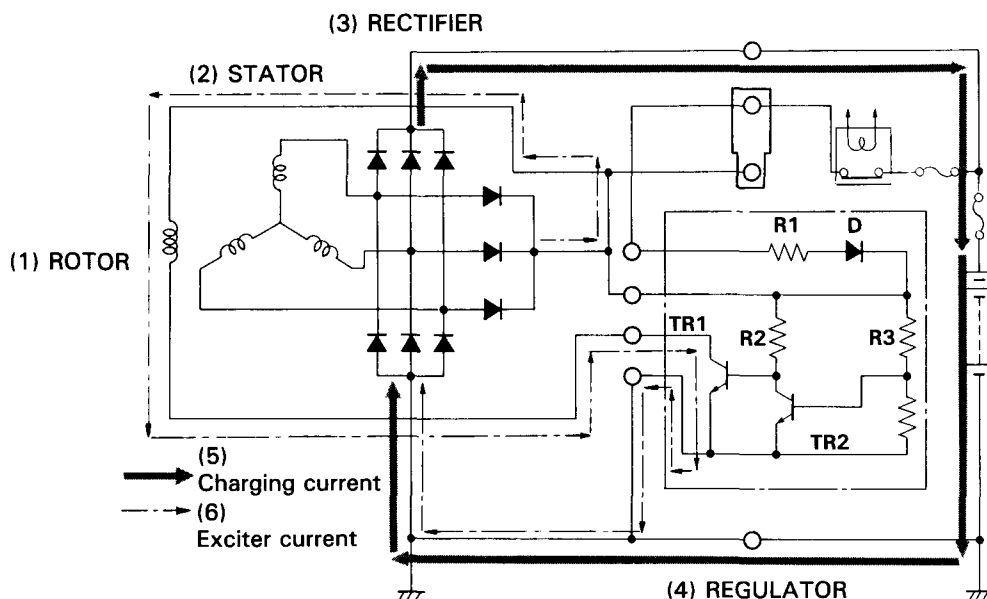 (3) RECTIFIER
(2) STATOR
(1) ROTOR
R1
D
TR1
R2
R3
TR2
(5)
Charging current
(6)
Exciter current
(4) REGULATOR